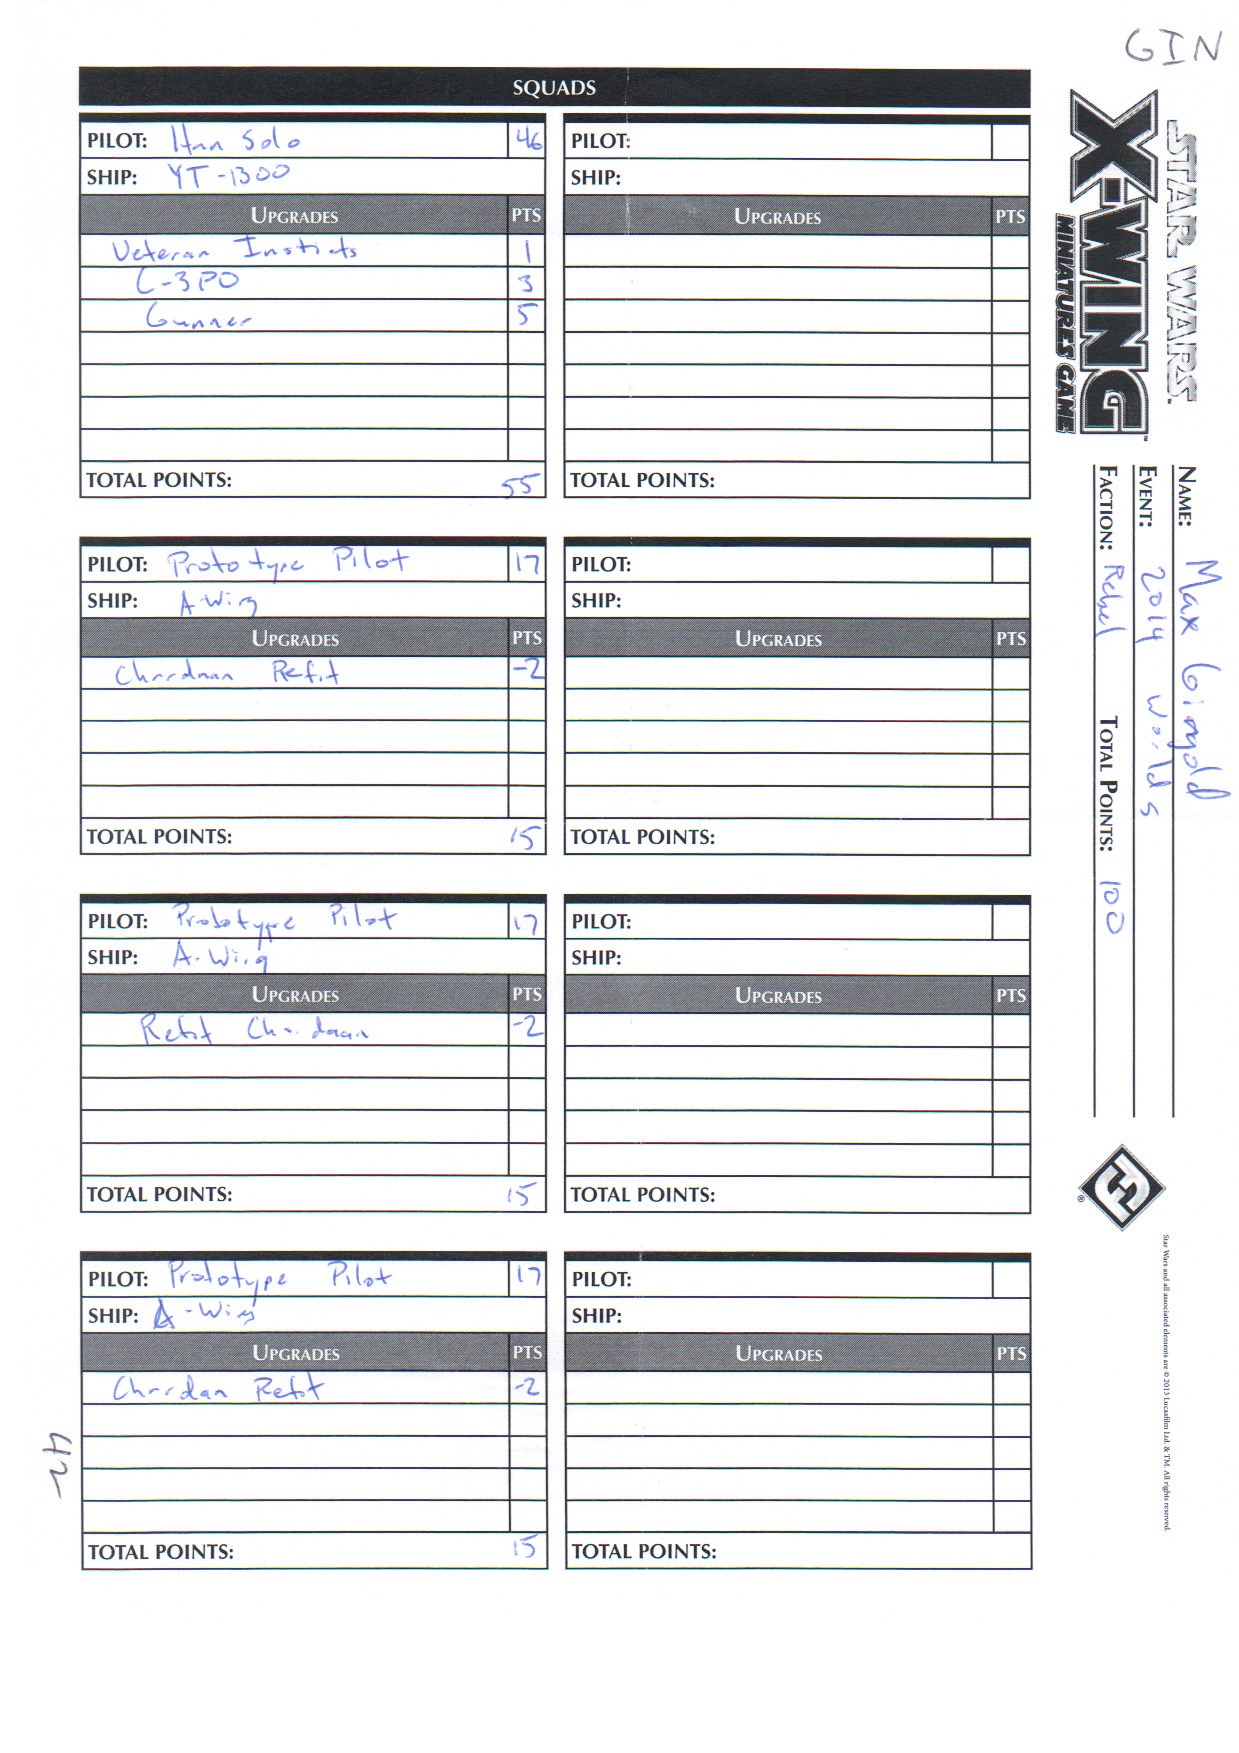 GIN
SQUADS
PILOT: Han Solo 46
SHIP: YT-1300
UPGRADES PTS
Veteran Insticts 1
C-3PO 3
Gunner 5
TOTAL POINTS: 55
PILOT:
SHIP:
UPGRADES PTS
TOTAL POINTS:
PILOT: Prototype Pilot 17
SHIP: A-Wing
UPGRADES PTS
Chardaan Refit -2
TOTAL POINTS: 15
PILOT:
SHIP:
UPGRADES PTS
TOTAL POINTS:
PILOT: Prototype Pilot 17
SHIP: A-Wing
UPGRADES PTS
Refit Chardaan -2
TOTAL POINTS: 15
PILOT:
SHIP:
UPGRADES PTS
TOTAL POINTS:
PILOT: Prototype Pilot 17
SHIP: A-Wing
UPGRADES PTS
Chardan Refit -2
TOTAL POINTS: 15
PILOT:
SHIP:
UPGRADES PTS
TOTAL POINTS:
42
STAR WARS™
X-WING™
MINIATURES GAME
NAME: Max Gingold
EVENT: 2014 Worlds
FACTION: Rebel TOTAL POINTS: 100
®
Star Wars and all associated elements are © 2013 Lucasfilm Ltd. & TM. All rights reserved.